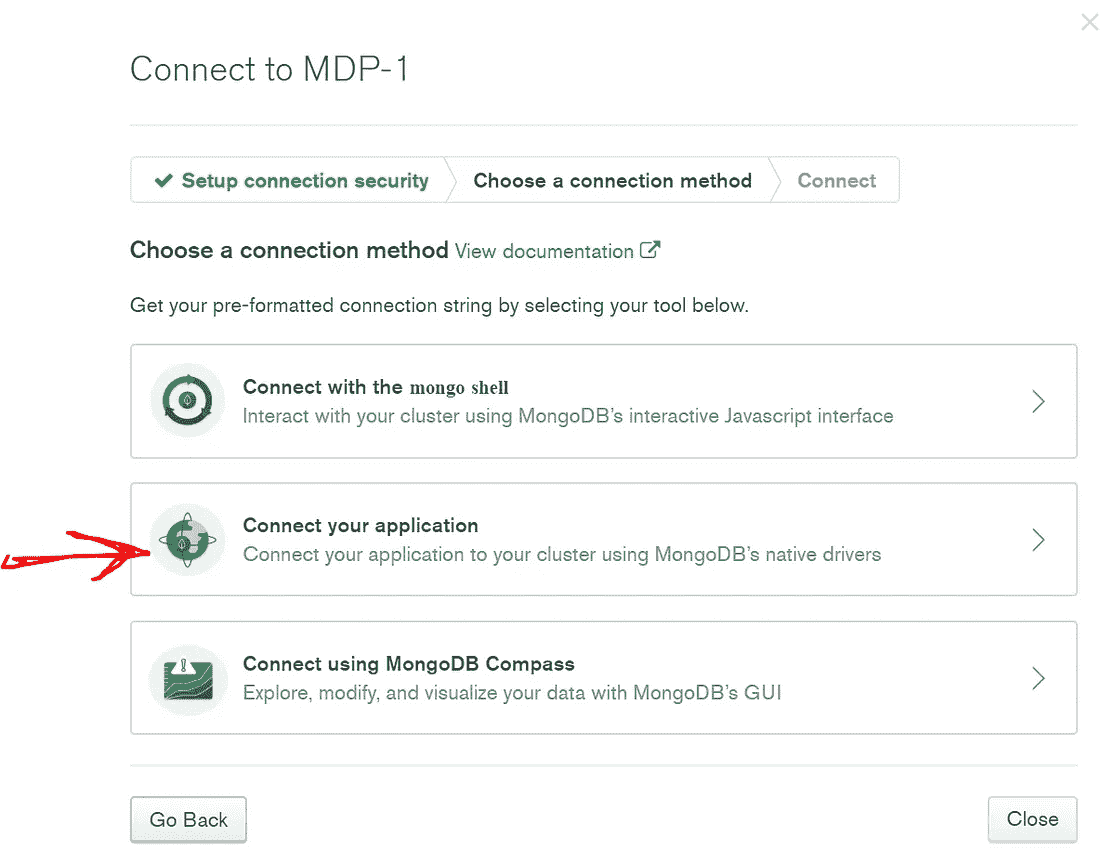 Connect to MDP-1
Setup connection security Choose a connection method Connect
Choose a connection method View documentation
Get your pre-formatted connection string by selecting your tool below.
Connect with the mongo shell
Interact with your cluster using MongoDB's interactive Javascript interface
Connect your application
Connect your application to your cluster using MongoDB's native drivers
Connect using MongoDB Compass
Explore, modify, and visualize your data with MongoDB's GUI
Go Back Close